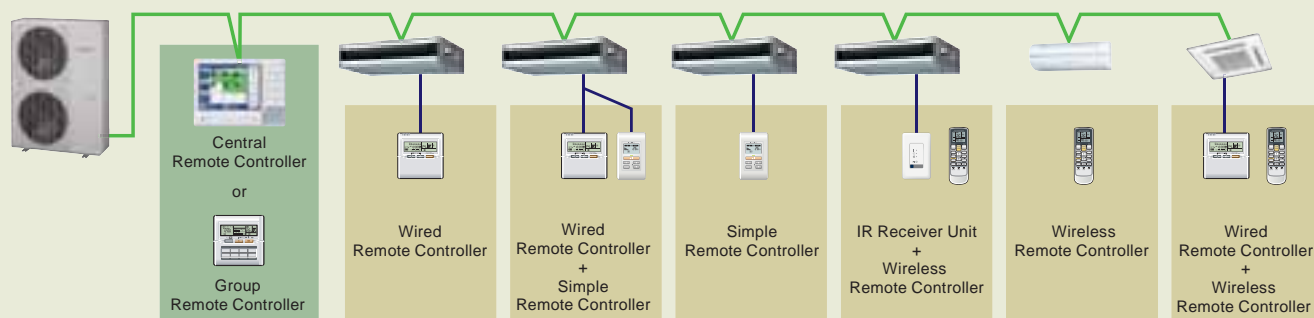 Central
Remote Controller
or
Group
Remote Controller
Wired
Remote Controller
Wired
Remote Controller
+
Simple
Remote Controller
Simple
Remote Controller
IR Receiver Unit
+
Wireless
Remote Controller
Wireless
Remote Controller
Wired
Remote Controller
+
Wireless
Remote Controller